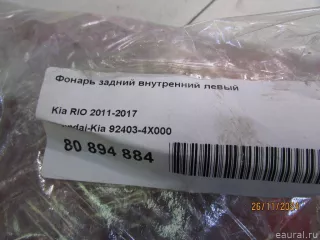 Фонарь задний внутренний левый
Kia RIO 2011-2017
dai-Kia 92403-4X000
80 894 884
26/11/20
eaural.ru